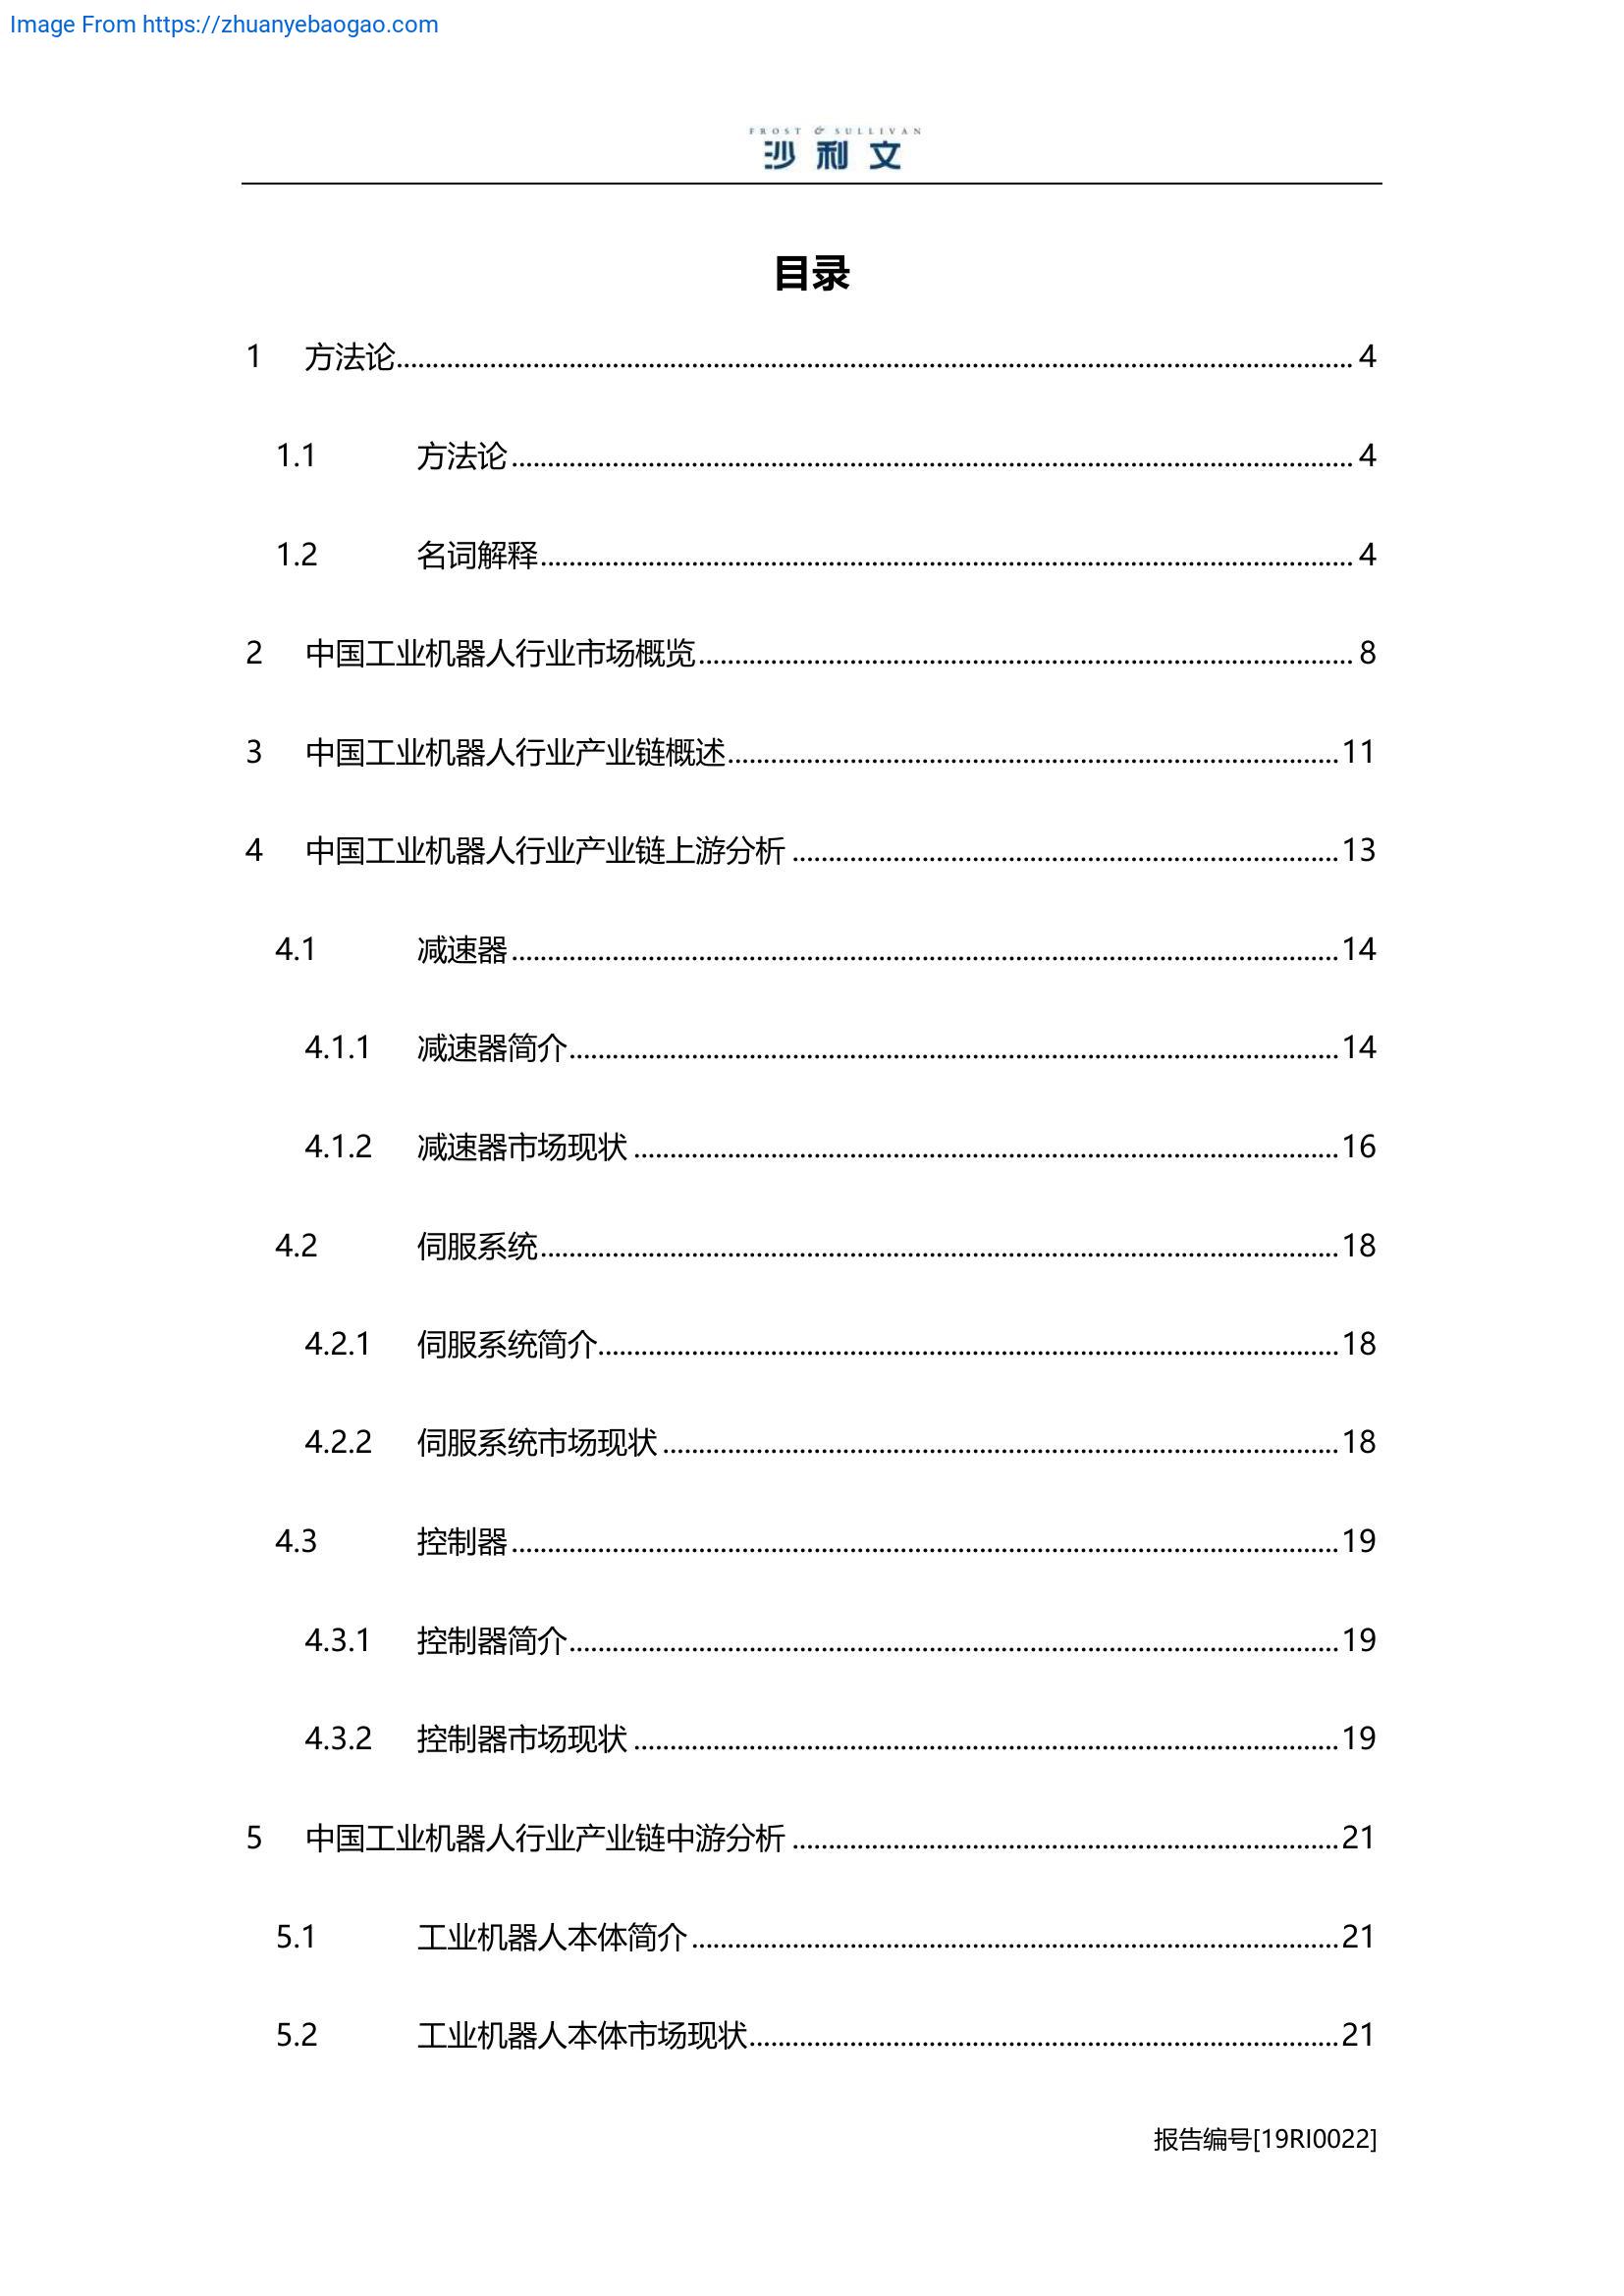 Image From https://zhuanyebaogao.com
FROST & SULLIVAN
沙利文
目录
1 方法论 4
1.1 方法论 4
1.2 名词解释 4
2 中国工业机器人行业市场概览 8
3 中国工业机器人行业产业链概述 11
4 中国工业机器人行业产业链上游分析 13
4.1 减速器 14
4.1.1 减速器简介 14
4.1.2 减速器市场现状 16
4.2 伺服系统 18
4.2.1 伺服系统简介 18
4.2.2 伺服系统市场现状 18
4.3 控制器 19
4.3.1 控制器简介 19
4.3.2 控制器市场现状 19
5 中国工业机器人行业产业链中游分析 21
5.1 工业机器人本体简介 21
5.2 工业机器人本体市场现状 21
报告编号[19RI0022]